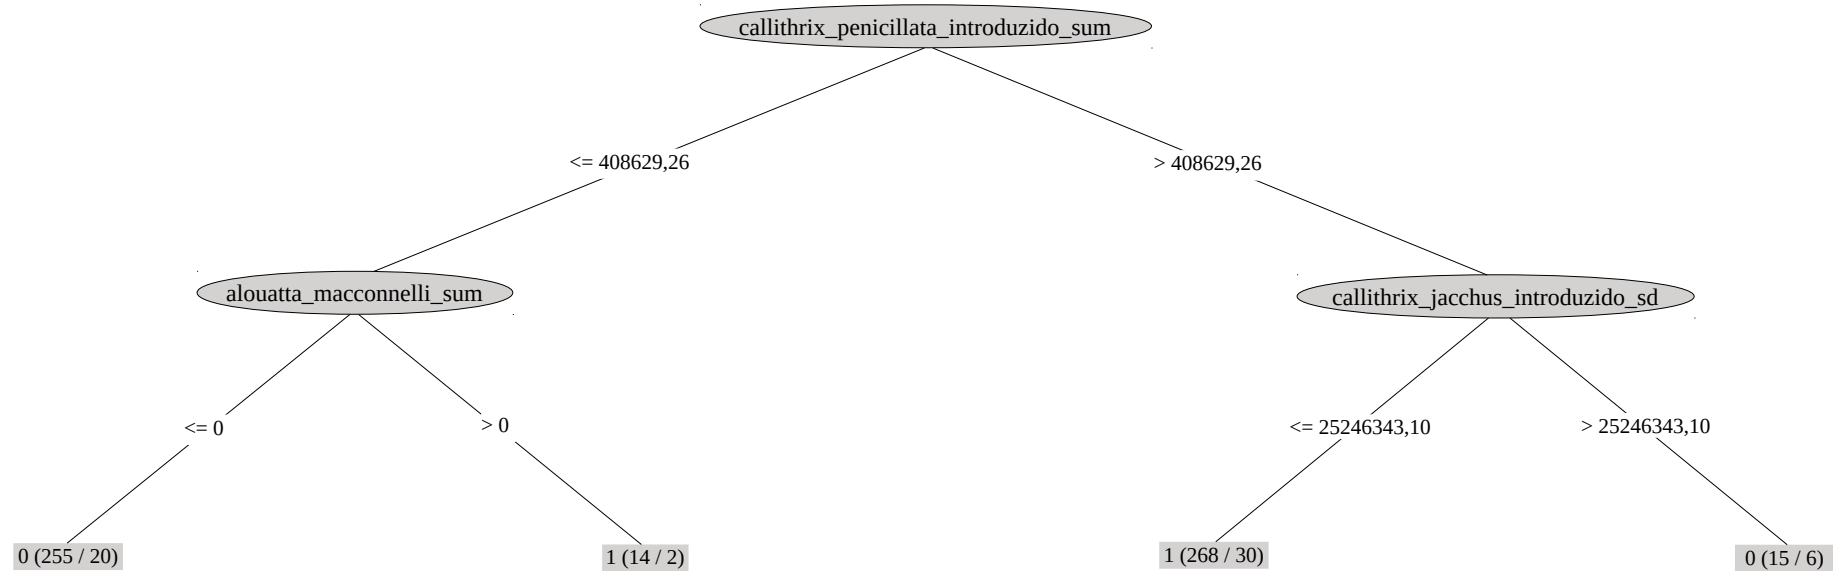 callithrix_penicillata_introduzido_sum
<= 408629,26
> 408629,26
alouatta_macconnelli_sum
callithrix_jacchus_introduzido_sd
<= 0
> 0
<= 25246343,10
> 25246343,10
0 (255 / 20)
1 (14 / 2)
1 (268 / 30)
0 (15 / 6)